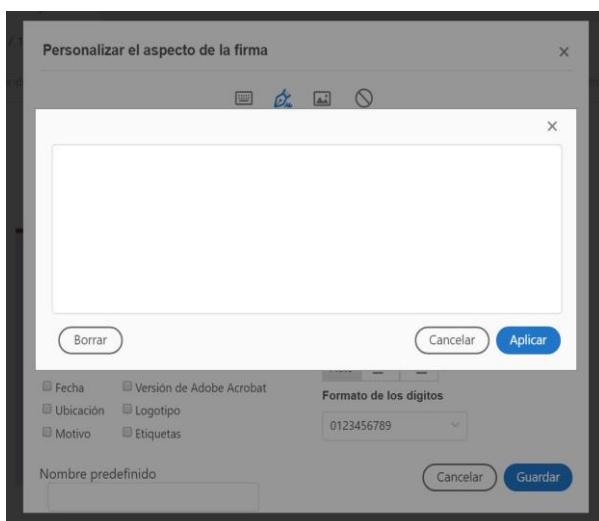 Personalizar el aspecto de la firma
Borrar
Cancelar
Aplicar
Fecha
Versión de Adobe Acrobat
Formato de los dígitos
Ubicación
Logotipo
0123456789
Motivo
Etiquetas
Nombre predefinido
Cancelar
Guardar